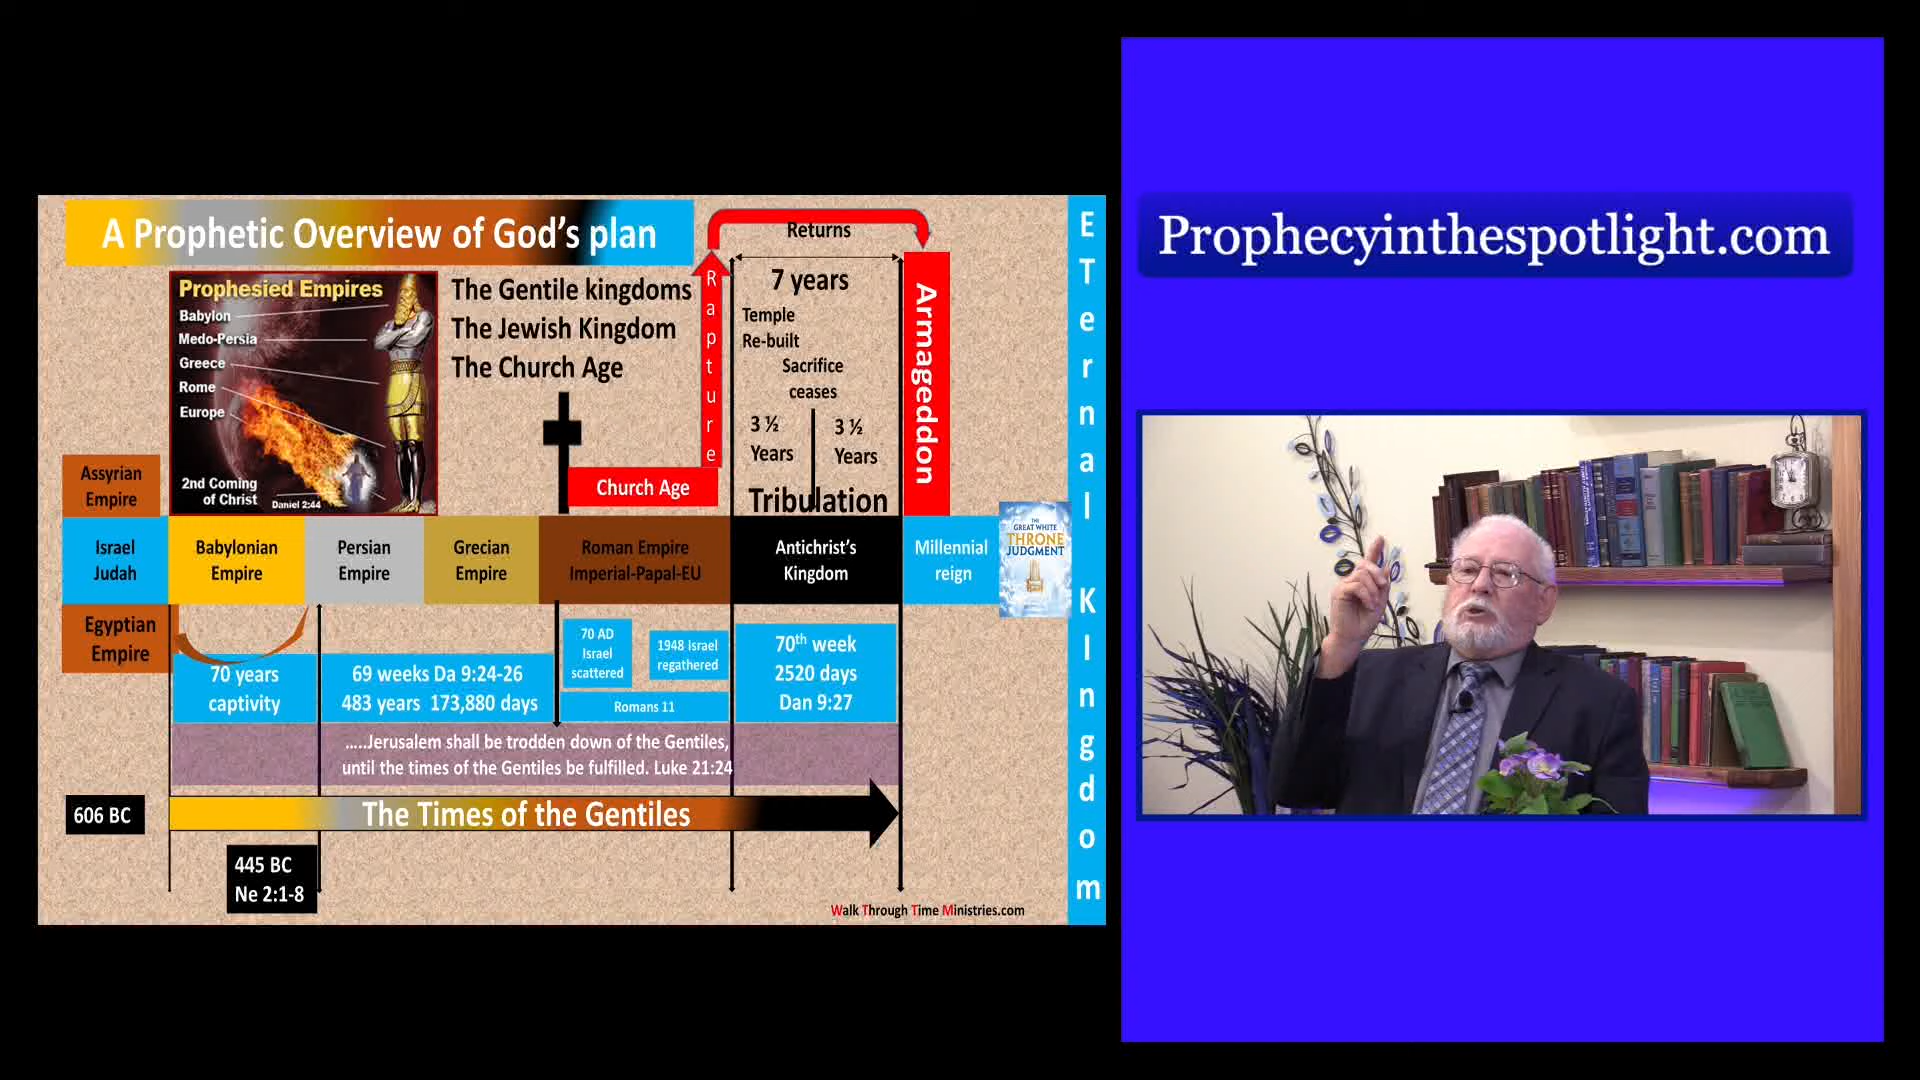 A Prophetic Overview of God's plan
Prophesied Empires
Babylon
Medo-Persia
Greece
Rome
Europe
2nd Coming
of Christ
Daniel 2:44
The Gentile kingdoms
The Jewish Kingdom
The Church Age
Church Age
Rapture
Returns
7 years
Temple
Re-built
Sacrifice
ceases
3 ½
Years
3 ½
Years
Tribulation
Armageddon
ETernal KIngdom
Assyrian
Empire
Israel
Judah
Egyptian
Empire
Babylonian
Empire
Persian
Empire
Grecian
Empire
Roman Empire
Imperial-Papal-EU
Antichrist's
Kingdom
Millennial
reign
THE
GREAT WHITE
THRONE
JUDGMENT
70 years
captivity
69 weeks Da 9:24-26
483 years 173,880 days
70 AD
Israel
scattered
1948 Israel
regathered
Romans 11
70th week
2520 days
Dan 9:27
.....Jerusalem shall be trodden down of the Gentiles,
until the times of the Gentiles be fulfilled. Luke 21:24
606 BC
The Times of the Gentiles
445 BC
Ne 2:1-8
Walk Through Time Ministries.com
Prophecyinthespotlight.com